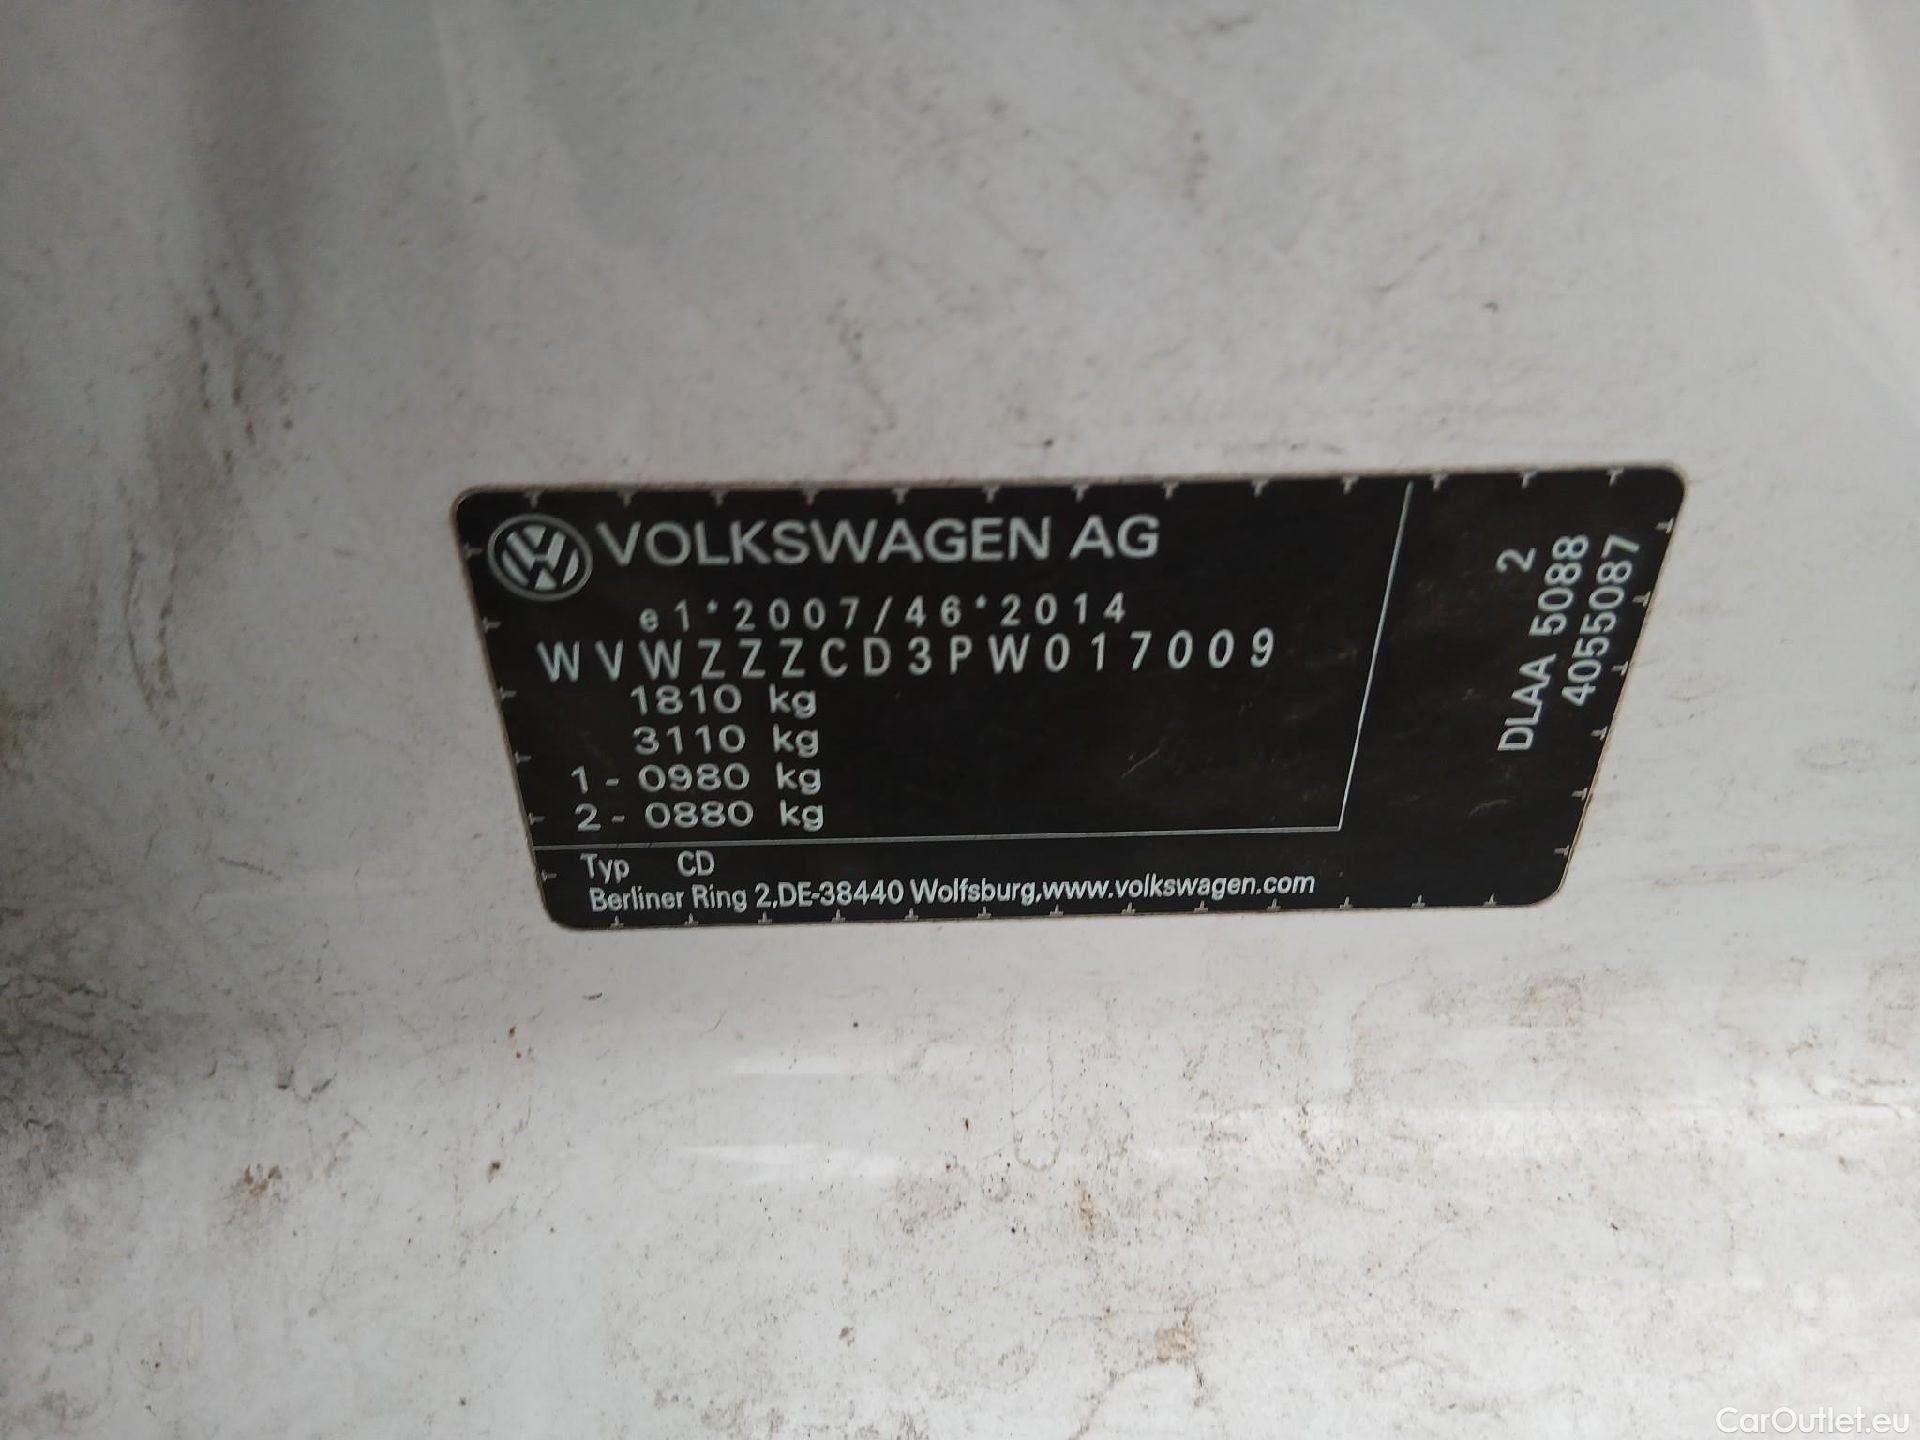 VOLKSWAGEN AG
e1*2007/46*2014
WVWZZZCD3PW017009
1810 kg
3110 kg
1- 0980 kg
2- 0880 kg
Typ CD
Berliner Ring 2,DE-38440 Wolfsburg,www.volkswagen.com
2
DLAA 5088
4055087
CarOutlet.eu